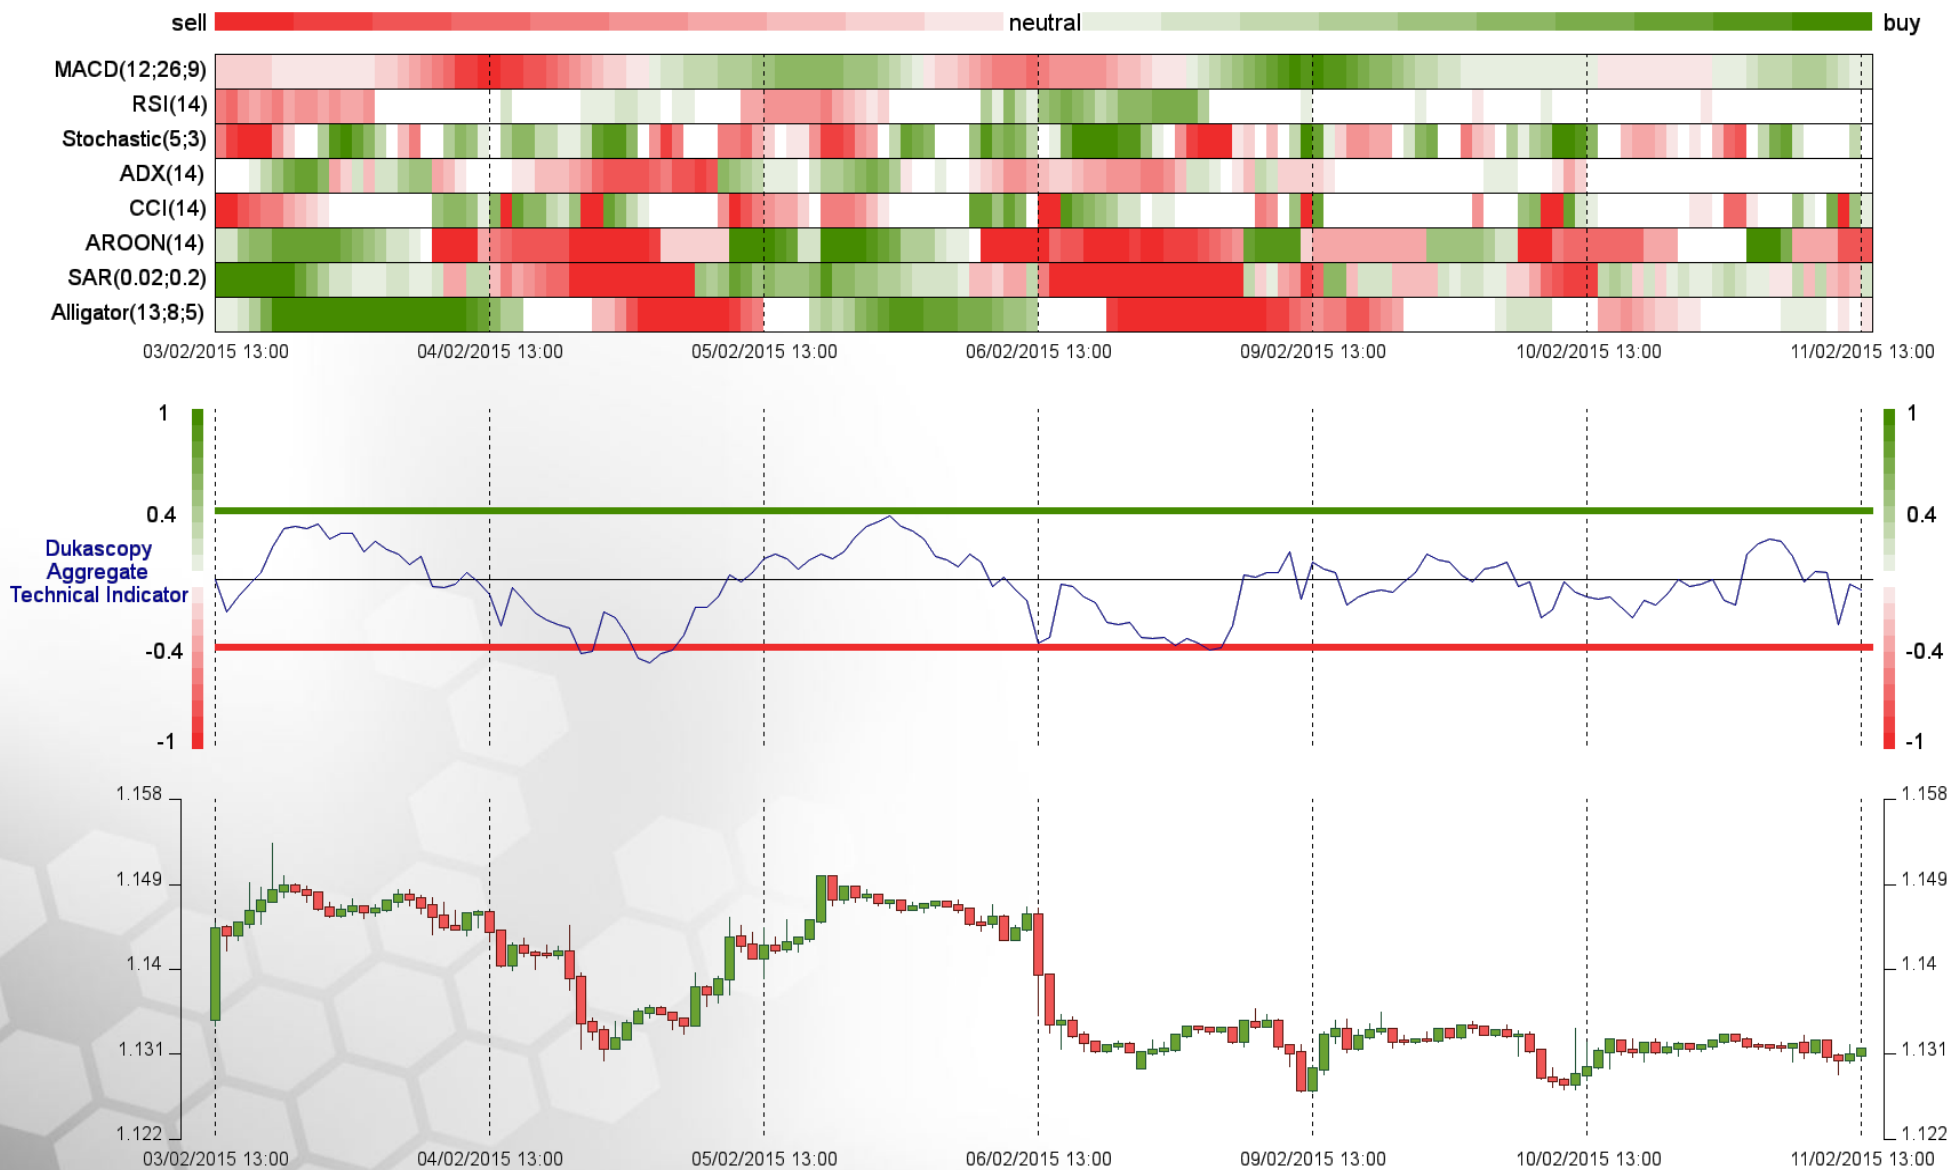 sell neutral buy
MACD(12;26;9)
RSI(14)
Stochastic(5;3)
ADX(14)
CCI(14)
AROON(14)
SAR(0.02;0.2)
Alligator(13;8;5)
03/02/2015 13:00 04/02/2015 13:00 05/02/2015 13:00 06/02/2015 13:00 09/02/2015 13:00 10/02/2015 13:00 11/02/2015 13:00
1 1
0.4 0.4
Dukascopy
Aggregate
Technical Indicator
-0.4 -0.4
-1 -1
1.158 1.158
1.149 1.149
1.14 1.14
1.131 1.131
1.122 1.122
03/02/2015 13:00 04/02/2015 13:00 05/02/2015 13:00 06/02/2015 13:00 09/02/2015 13:00 10/02/2015 13:00 11/02/2015 13:00